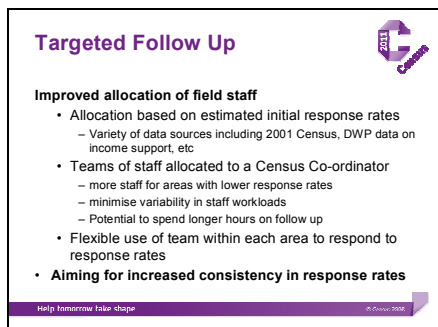 Targeted Follow Up
2011
Census
Improved allocation of field staff
• Allocation based on estimated initial response rates
– Variety of data sources including 2001 Census, DWP data on
income support, etc
• Teams of staff allocated to a Census Co-ordinator
– more staff for areas with lower response rates
– minimise variability in staff workloads
– Potential to spend longer hours on follow up
• Flexible use of team within each area to respond to
response rates
• Aiming for increased consistency in response rates
Help tomorrow take shape
© Census 2008